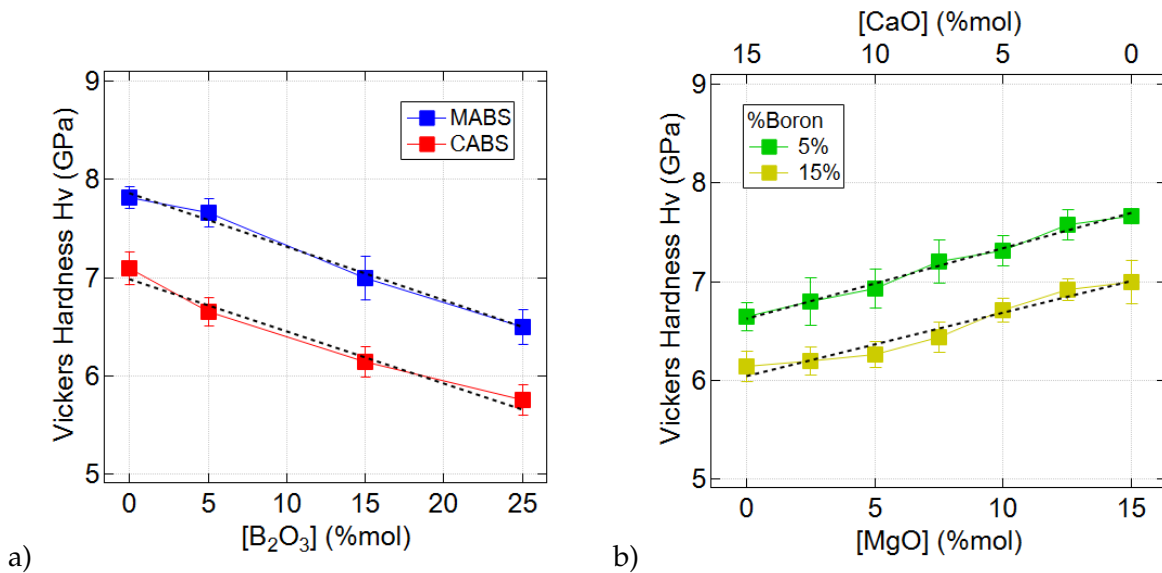 9
8
7
6
5
Vickers Hardness Hv (GPa)
MABS
CABS
0 5 10 15 20 25
[B₂O₃] (%mol)
a)
[CaO] (%mol)
15 10 5 0
9
8
7
6
5
Vickers Hardness Hv (GPa)
%Boron
5%
15%
0 5 10 15
[MgO] (%mol)
b)